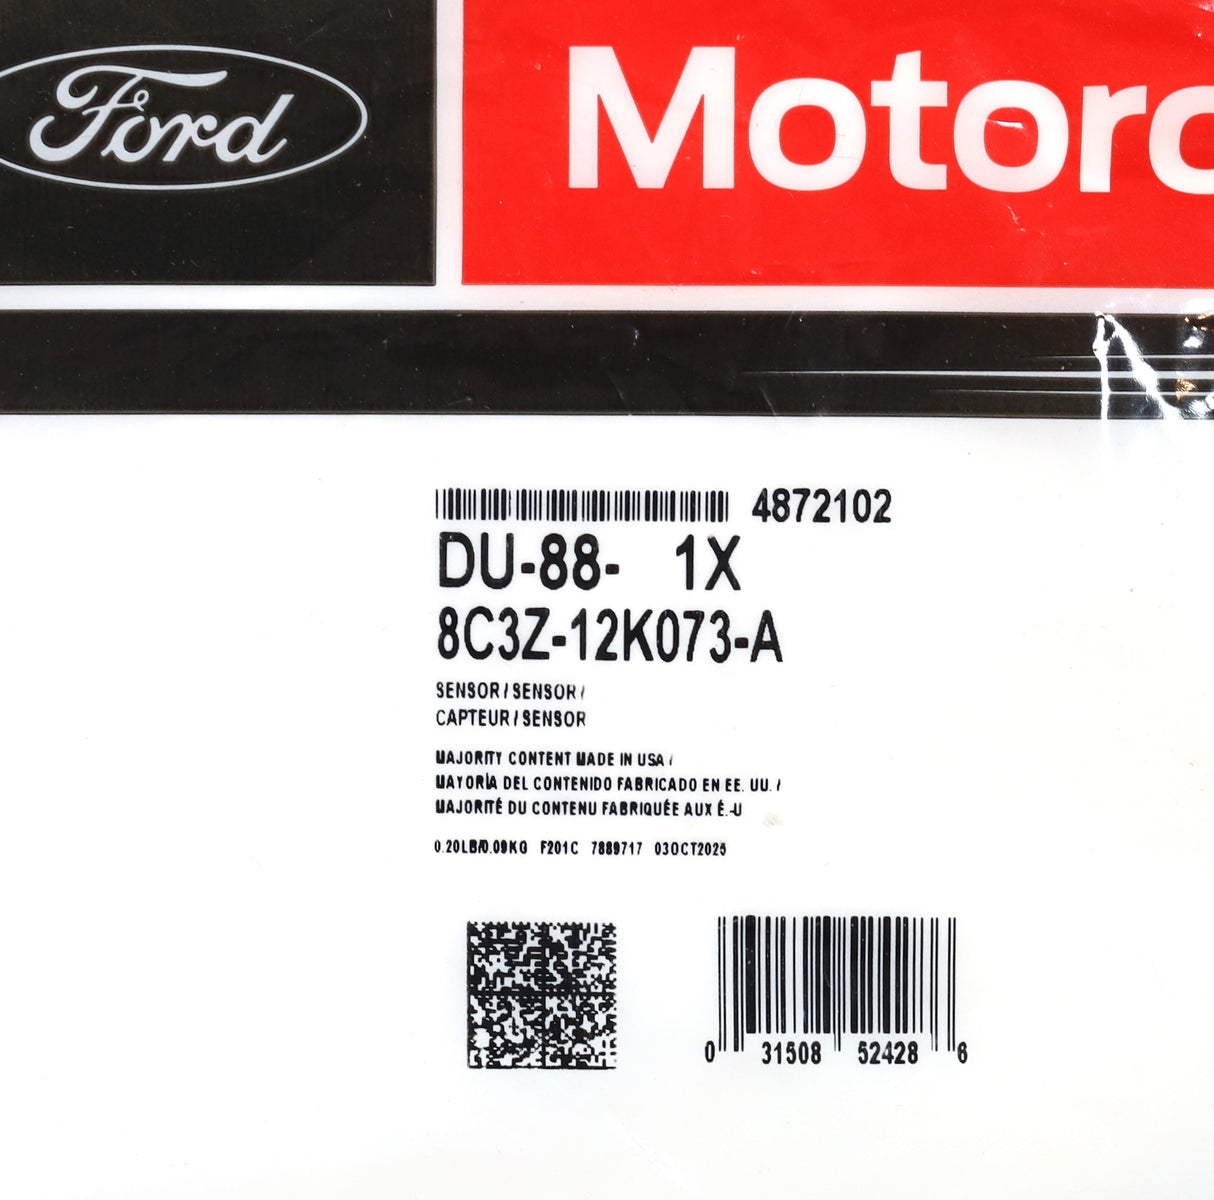 Ford
Motorc
4872102
DU-88- 1X
8C3Z-12K073-A
SENSOR / SENSOR /
CAPTEUR / SENSOR
MAJORITY CONTENT MADE IN USA /
MAYORÍA DEL CONTENIDO FABRICADO EN EE. UU. /
MAJORITÉ DU CONTENU FABRIQUÉE AUX É.-U
0.20LB/0.09KG F201C 7889717 03OCT2025
0 31508 52428 6